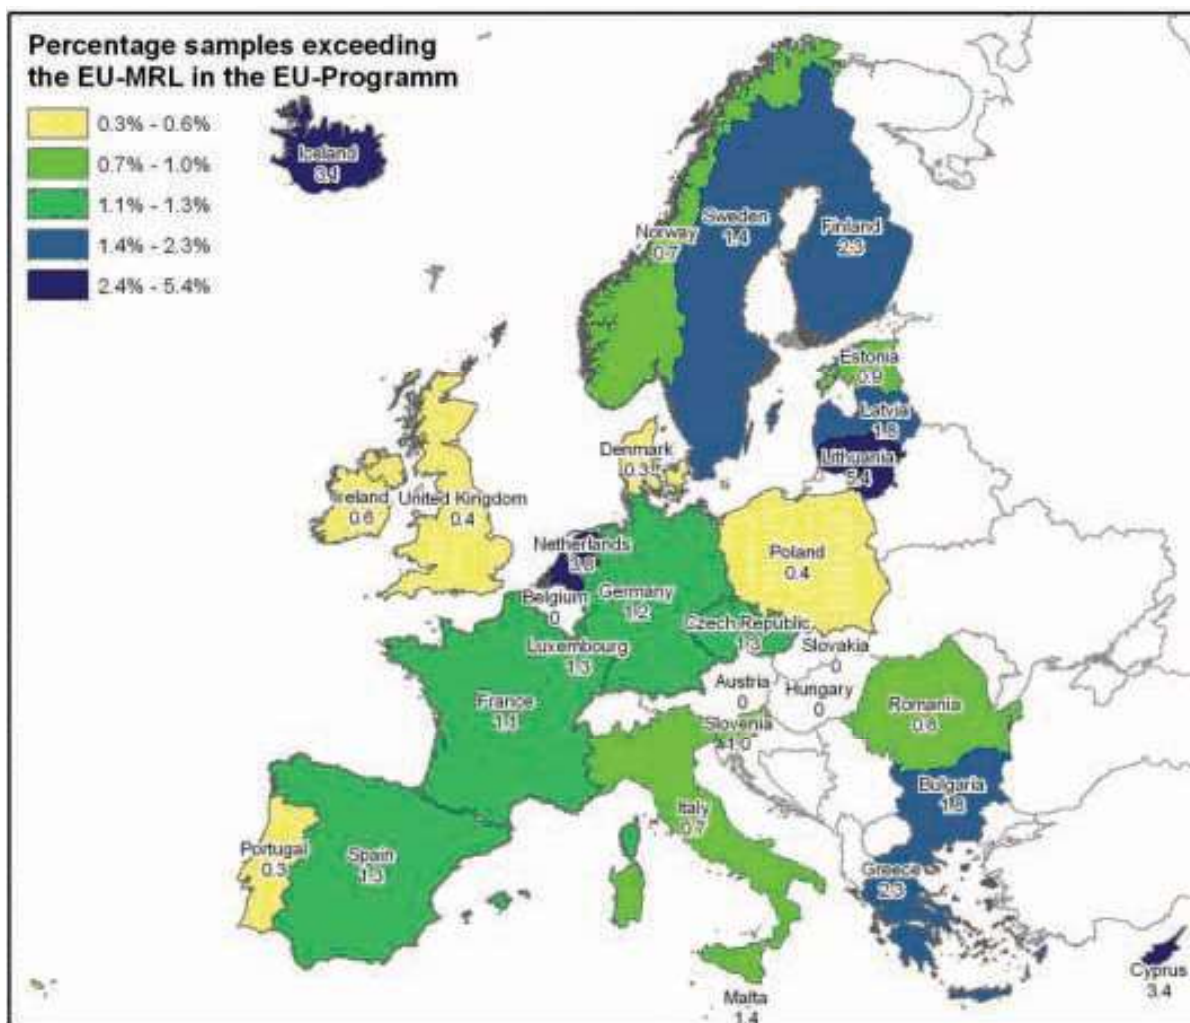 Percentage samples exceeding
the EU-MRL in the EU-Programm
0.3% - 0.6%
0.7% - 1.0%
1.1% - 1.3%
1.4% - 2.3%
2.4% - 5.4%
Iceland
3.1
Norway
0.7
Sweden
1.4
Finland
2.3
Estonia
0.9
Latvia
1.8
Lithuania
5.4
Denmark
0.3
Ireland
0.6
United Kingdom
0.4
Netherlands
Poland
0.4
Belgium
0
Germany
1.2
Czech Republic
1.3
Luxembourg
1.3
Slovakia
0
Austria
0
Hungary
0
France
1.1
Slovenia
1.0
Romania
Bulgaria
Italy
0.7
Portugal
0.3
Spain
1.3
Greece
2.3
Malta
1.4
Cyprus
3.4